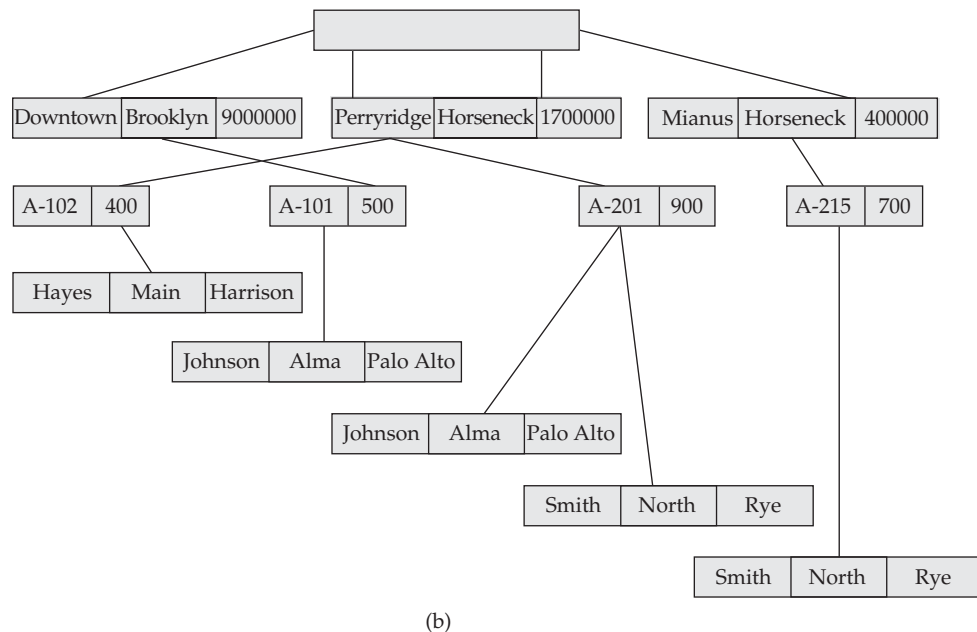 Downtown Brooklyn 9000000 Perryridge Horseneck 1700000 Mianus Horseneck 400000
A-102 400 A-101 500 A-201 900 A-215 700
Hayes Main Harrison
Johnson Alma Palo Alto
Johnson Alma Palo Alto
Smith North Rye
Smith North Rye
(b)